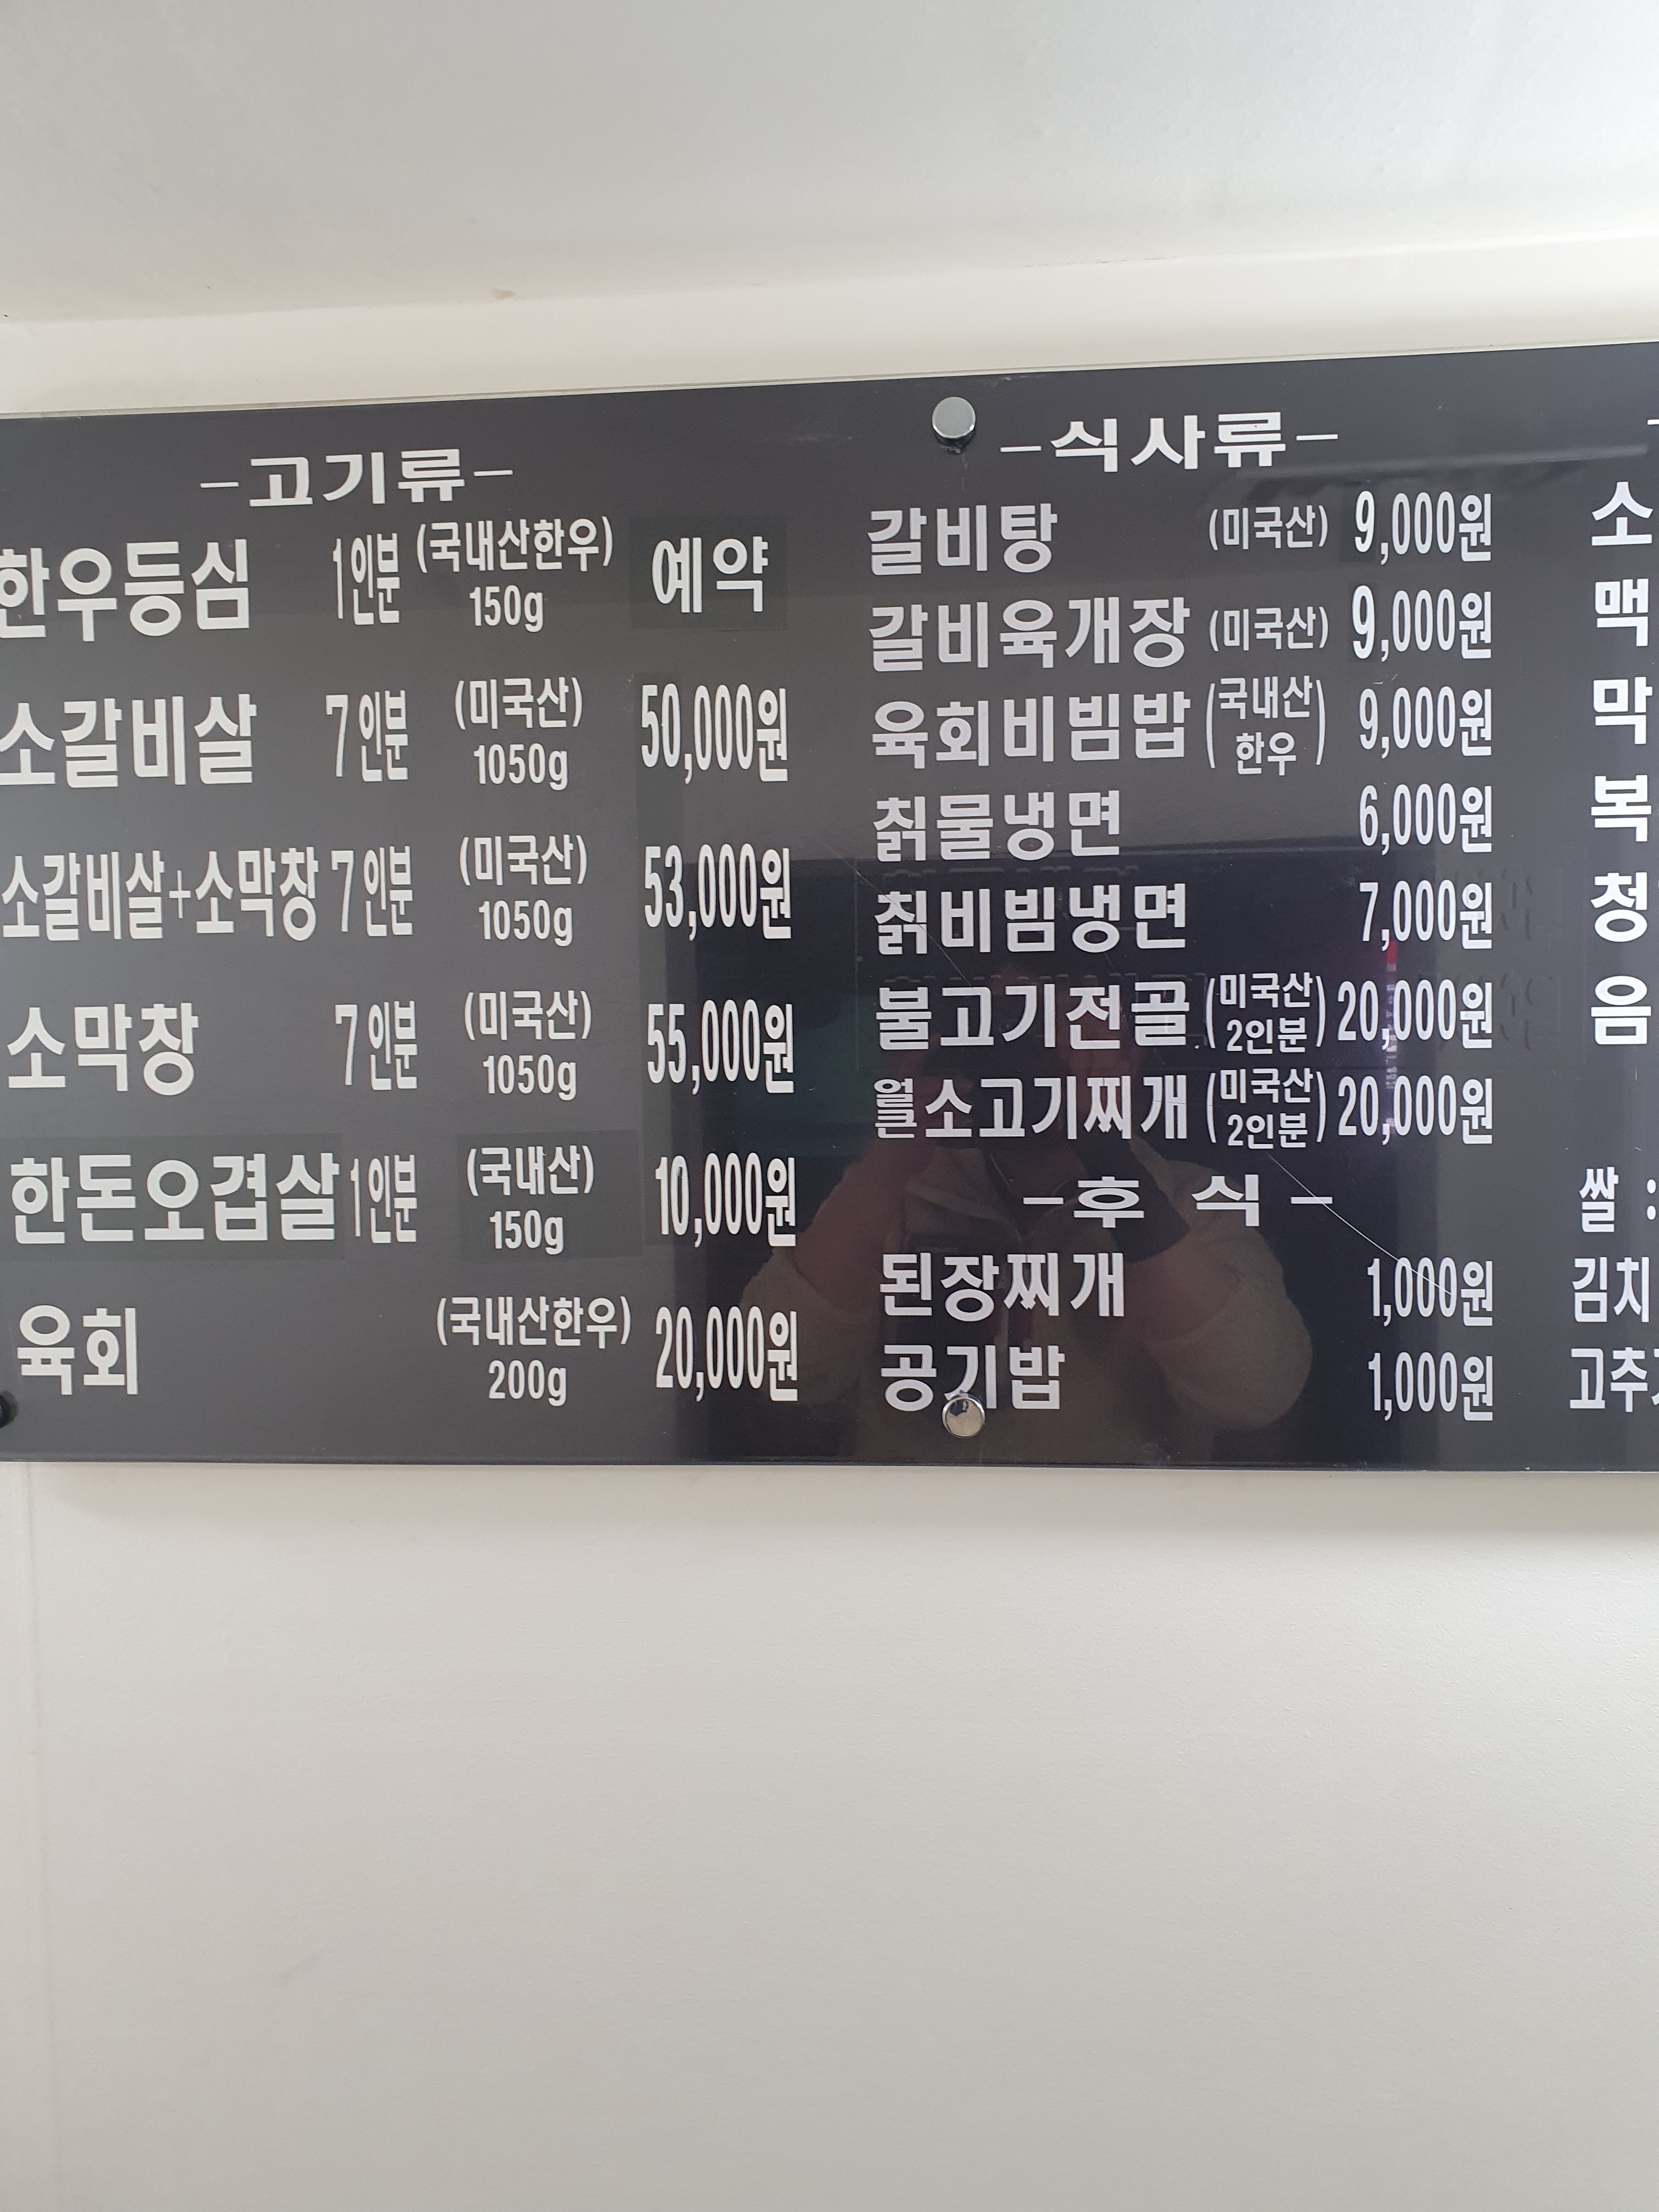 -고기류-
한우등심 1인분 (국내산한우) 150g 예약
소갈비살 7인분 (미국산) 1050g 50,000원
소갈비살+소막창 7인분 (미국산) 1050g 53,000원
소막창 7인분 (미국산) 1050g 55,000원
한돈오겹살 1인분 (국내산) 150g 10,000원
육회 (국내산한우) 200g 20,000원
-식사류-
갈비탕 (미국산) 9,000원
갈비육개장 (미국산) 9,000원
육회비빔밥 (국내산 한우) 9,000원
칡물냉면 6,000원
칡비빔냉면 7,000원
불고기전골 (미국산 2인분) 20,000원
얼큰소고기찌개 (미국산 2인분) 20,000원
-후 식-
된장찌개 1,000원
공기밥 1,000원
소
맥
막
복
청
음
쌀 :
김치
고추